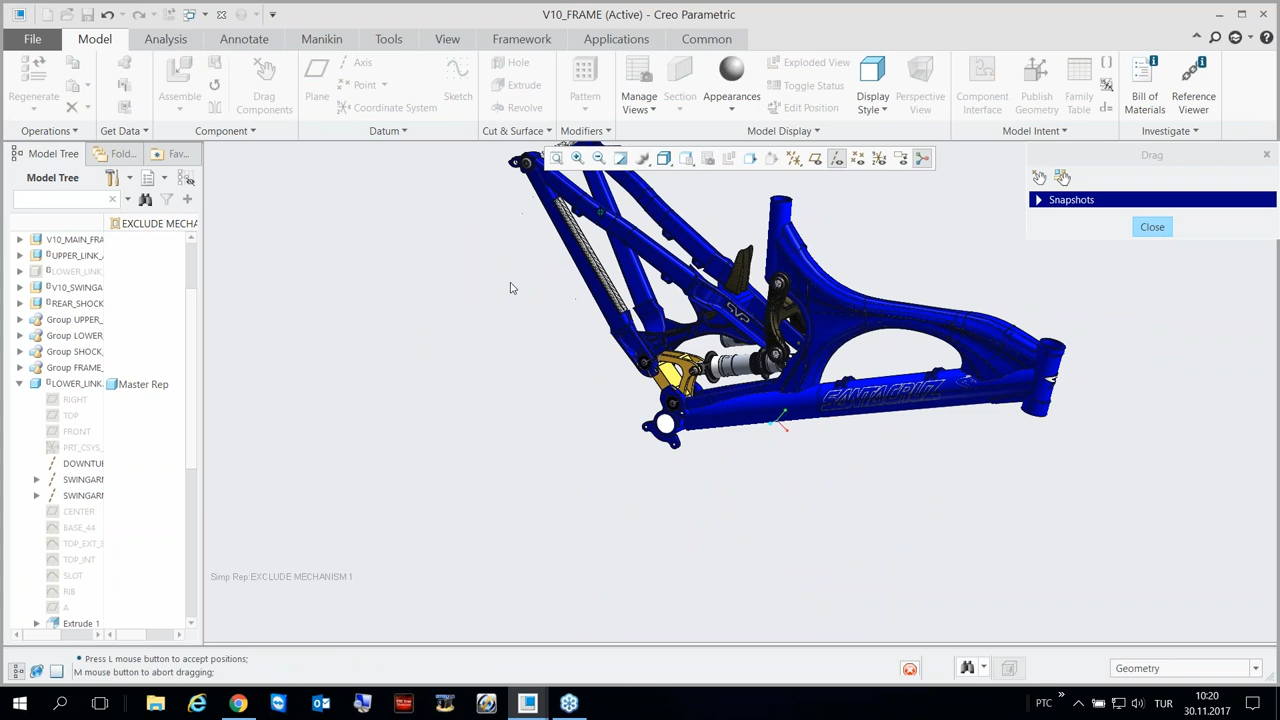 V10_FRAME (Active) - Creo Parametric
File Model Analysis Annotate Manikin Tools View Framework Applications Common
Regenerate
Operations
Get Data
Assemble
Drag Components
Component
Plane
Axis
Point
Coordinate System
Sketch
Datum
Hole
Extrude
Revolve
Cut & Surface
Pattern
Modifiers
Manage Views
Section
Appearances
Exploded View
Toggle Status
Edit Position
Display Style
Perspective View
Model Display
Component Interface
Publish Geometry
Family Table
Model Intent
Bill of Materials
Reference Viewer
Investigate
Model Tree
Fold...
Fav...
Model Tree
EXCLUDE MECHA
V10_MAIN_FRA
UPPER_LINK_
LOWER_LINK_
V10_SWINGA
REAR_SHOCK
Group UPPER_
Group LOWER_
Group SHOCK_
Group FRAME_
LOWER_LINK. Master Rep
RIGHT
TOP
FRONT
PRT_CSYS_
DOWNTUB
SWINGARM
SWINGARM
CENTER
BASE_44
TOP_EXT_
TOP_INT
SLOT
RIB
A
Extrude 1
Drag
Snapshots
Close
SANTACRUZ
Simp Rep:EXCLUDE MECHANISM 1
• Press L mouse button to accept positions;
M mouse button to abort dragging;
Geometry
PTC
TUR
10:20
30.11.2017